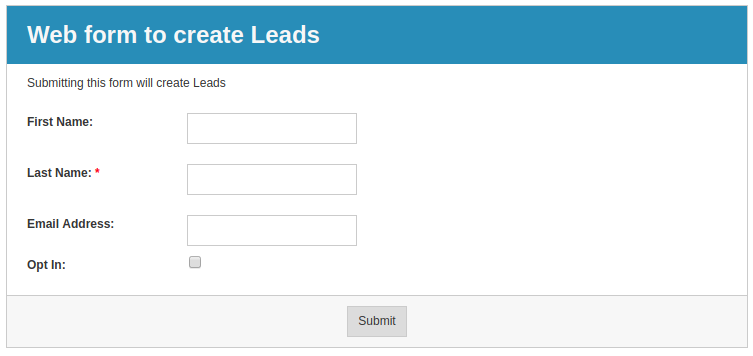 Web form to create Leads
Submitting this form will create Leads
First Name:
Last Name: *
Email Address:
Opt In:
Submit